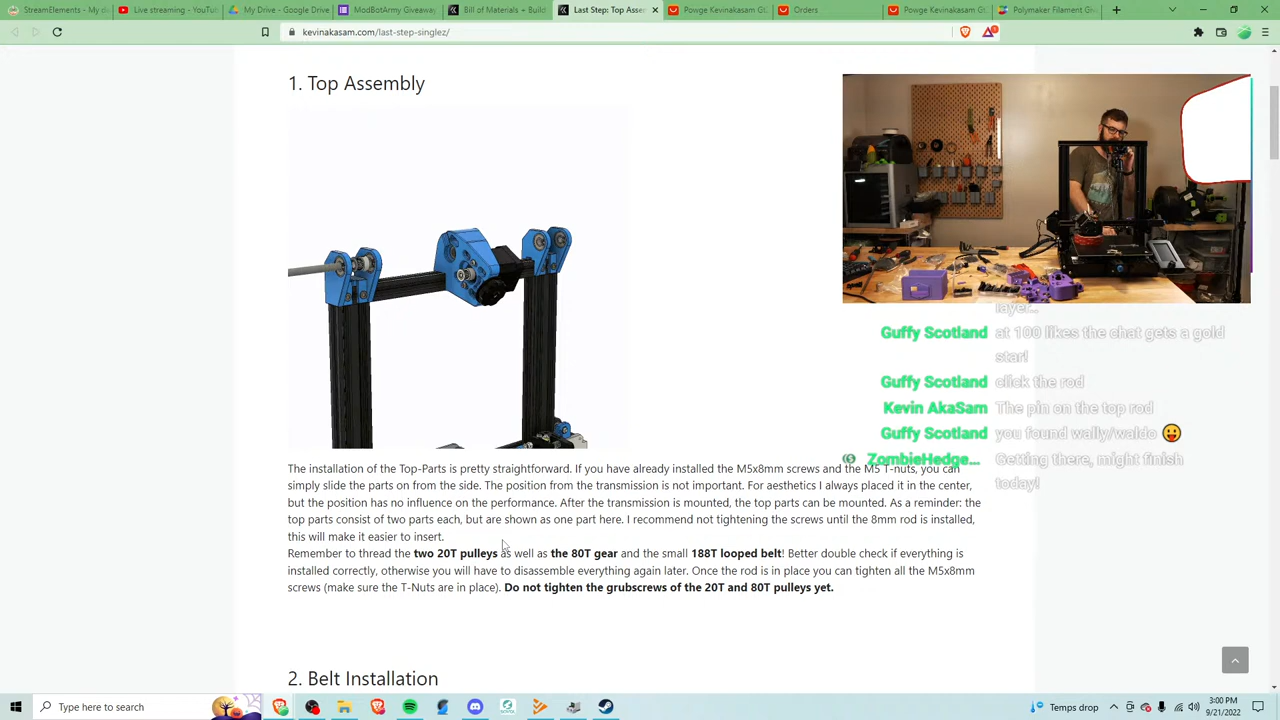 StreamElements - My d
Live streaming - YouTu
My Drive - Google Drive
ModBotArmy Giveaway
Bill of Materials + Build
Last Step: Top Asser
Powge Kevinakasam G
Orders
Powge Kevinakasam G
Polymaker Filament Giv
kevinakasam.com/last-step-singlez/
1. Top Assembly
layer..
Guffy Scotland at 100 likes the chat gets a gold
star!
Guffy Scotland click the rod
Kevin AkaSam The pin on the top rod
Guffy Scotland you found wally/waldo 😛
ZombieHedge... Getting there, might finish
today!
The installation of the Top-Parts is pretty straightforward. If you have already installed the M5x8mm screws and the M5 T-nuts, you can
simply slide the parts on from the side. The position from the transmission is not important. For aesthetics I always placed it in the center,
but the position has no influence on the performance. After the transmission is mounted, the top parts can be mounted. As a reminder: the
top parts consist of two parts each, but are shown as one part here. I recommend not tightening the screws until the 8mm rod is installed,
this will make it easier to insert.
Remember to thread the two 20T pulleys as well as the 80T gear and the small 188T looped belt! Better double check if everything is
installed correctly, otherwise you will have to disassemble everything again later. Once the rod is in place you can tighten all the M5x8mm
screws (make sure the T-Nuts are in place). Do not tighten the grubscrews of the 20T and 80T pulleys yet.
2. Belt Installation
Type here to search
Temps drop
3:00 PM
9/21/2022